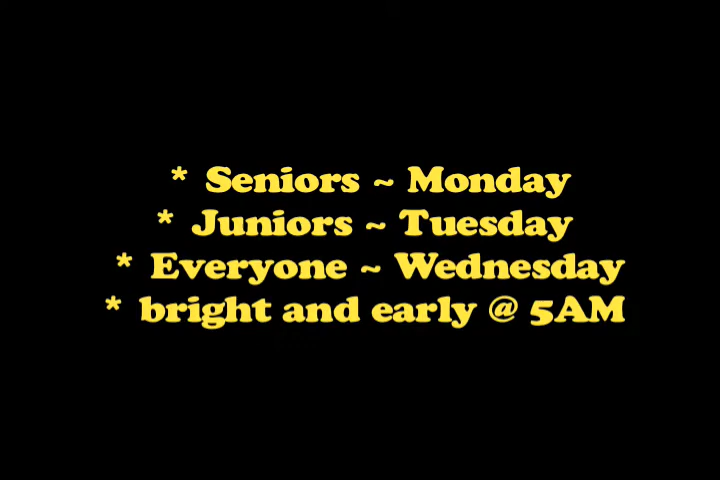 * Seniors ~ Monday
* Juniors ~ Tuesday
* Everyone ~ Wednesday
* bright and early @ 5AM